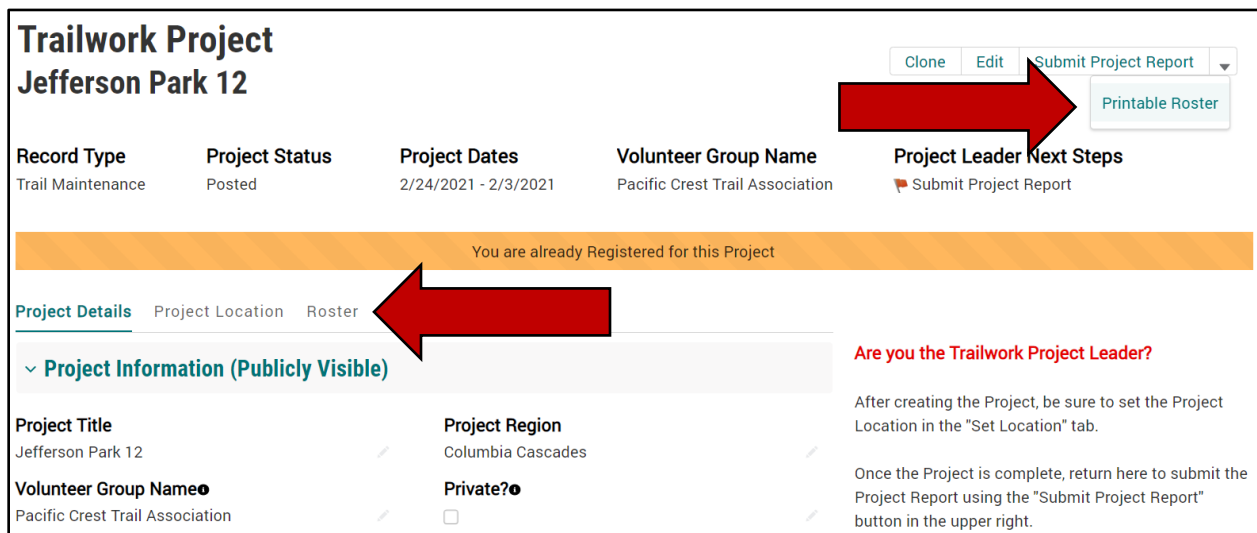 Trailwork Project
Jefferson Park 12
Clone Edit Submit Project Report
Printable Roster
Record Type Project Status Project Dates Volunteer Group Name Project Leader Next Steps
Trail Maintenance Posted 2/24/2021 - 2/3/2021 Pacific Crest Trail Association Submit Project Report
You are already Registered for this Project
Project Details Project Location Roster
Project Information (Publicly Visible)
Project Title Project Region
Jefferson Park 12 Columbia Cascades
Volunteer Group Name Private?
Pacific Crest Trail Association
Are you the Trailwork Project Leader?
After creating the Project, be sure to set the Project
Location in the "Set Location" tab.
Once the Project is complete, return here to submit the
Project Report using the "Submit Project Report"
button in the upper right.